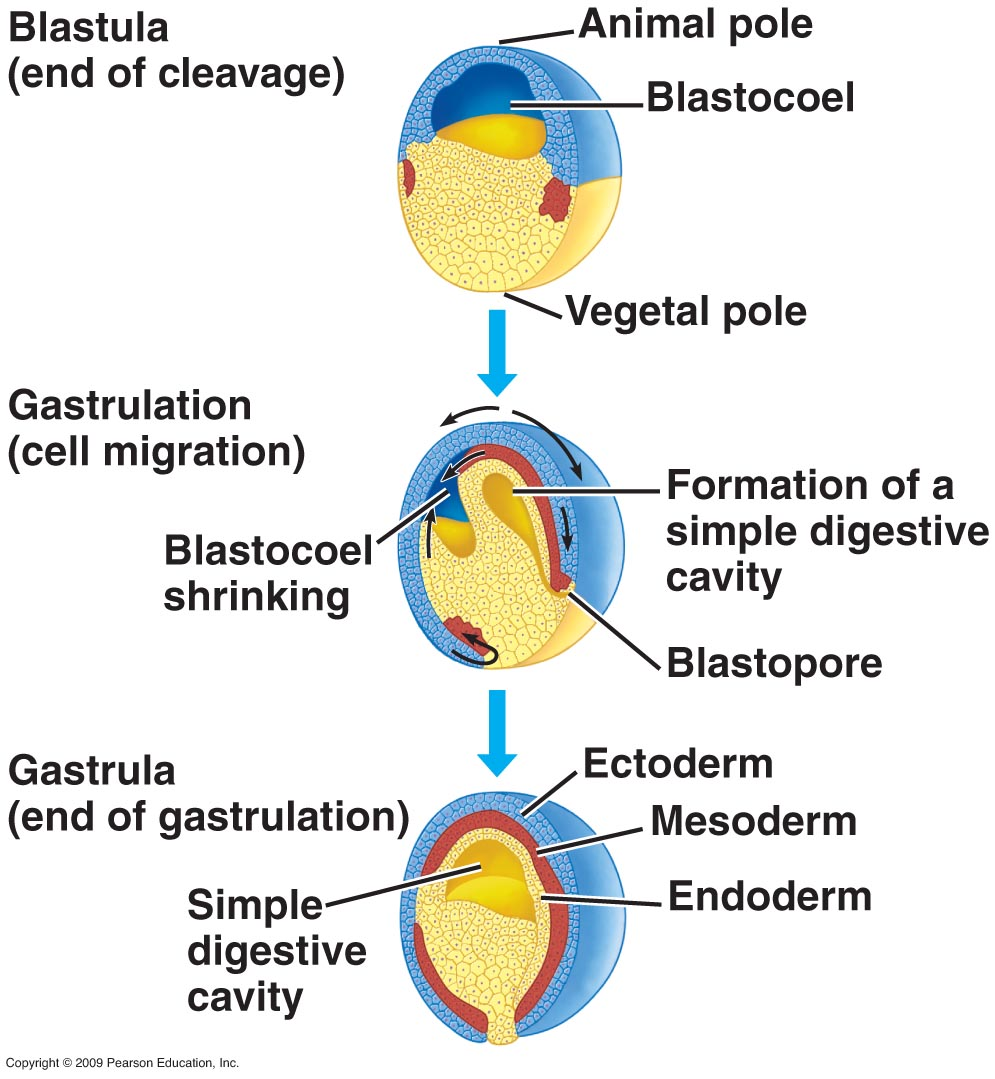 Blastula
(end of cleavage)
Animal pole
Blastocoel
Vegetal pole
Gastrulation
(cell migration)
Formation of a
simple digestive
cavity
Blastocoel
shrinking
Blastopore
Gastrula
(end of gastrulation)
Ectoderm
Mesoderm
Endoderm
Simple
digestive
cavity
Copyright © 2009 Pearson Education, Inc.